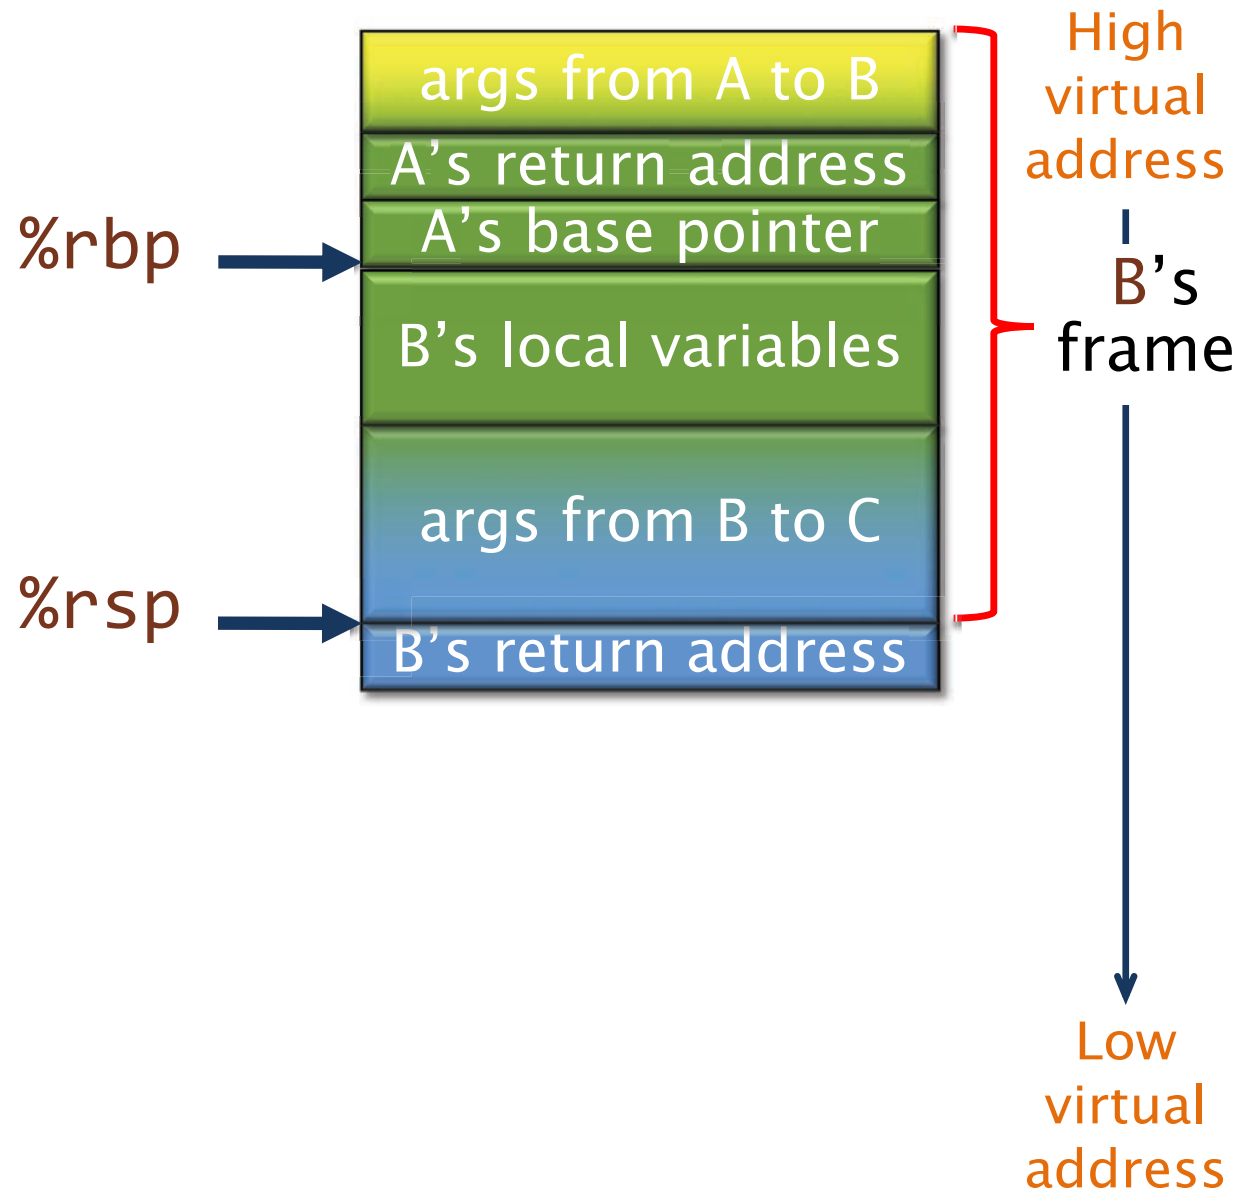 High
virtual
address
args from A to B
A’s return address
A’s base pointer
%rbp
B’s local variables
B’s
frame
args from B to C
%rsp
B’s return address
Low
virtual
address